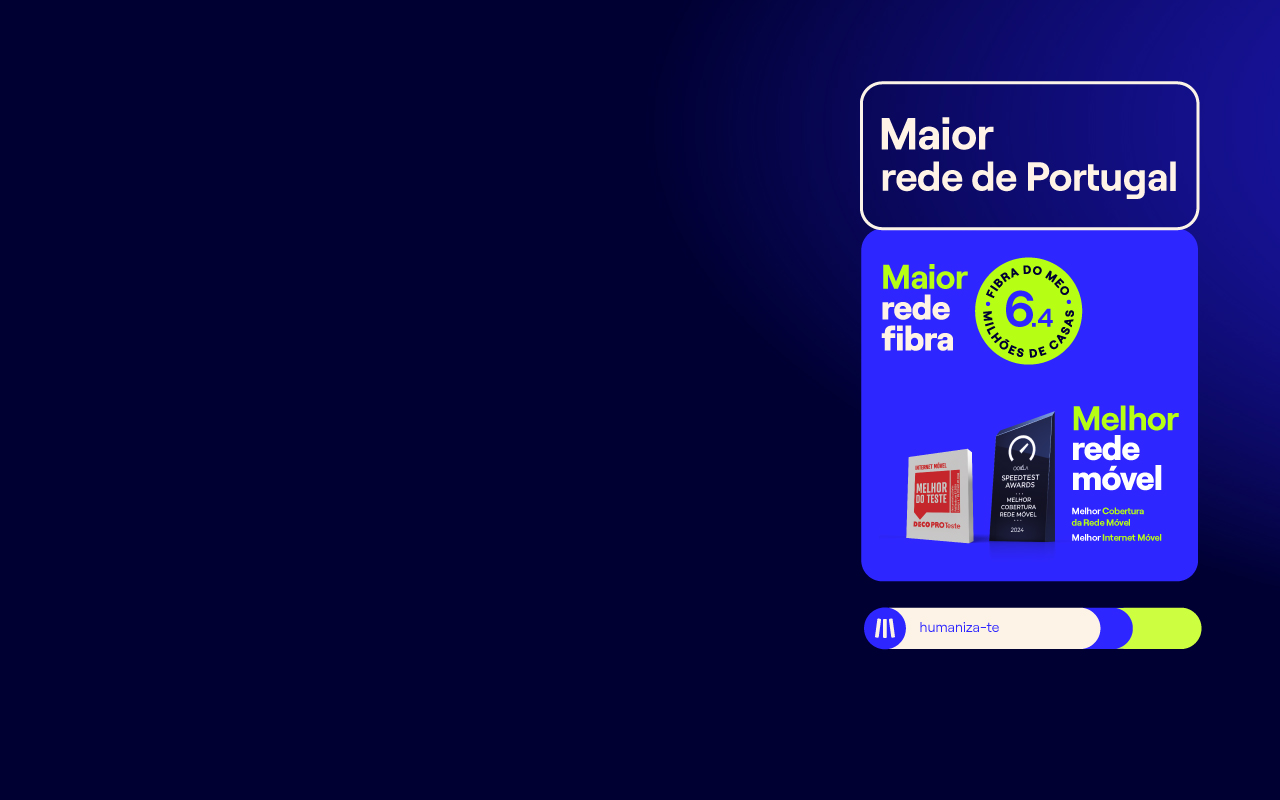 Maior
rede de Portugal
Maior
rede
fibra
FIBRA DO MEO
6.4
MILHÕES DE CASAS
INTERNET MÓVEL
MELHOR
DO TESTE
DECO PROTeste
OOKLA
SPEEDTEST
AWARDS
MELHOR
COBERTURA
REDE MÓVEL
2024
Melhor
rede
móvel
Melhor Cobertura
da Rede Móvel
Melhor Internet Móvel
humaniza-te